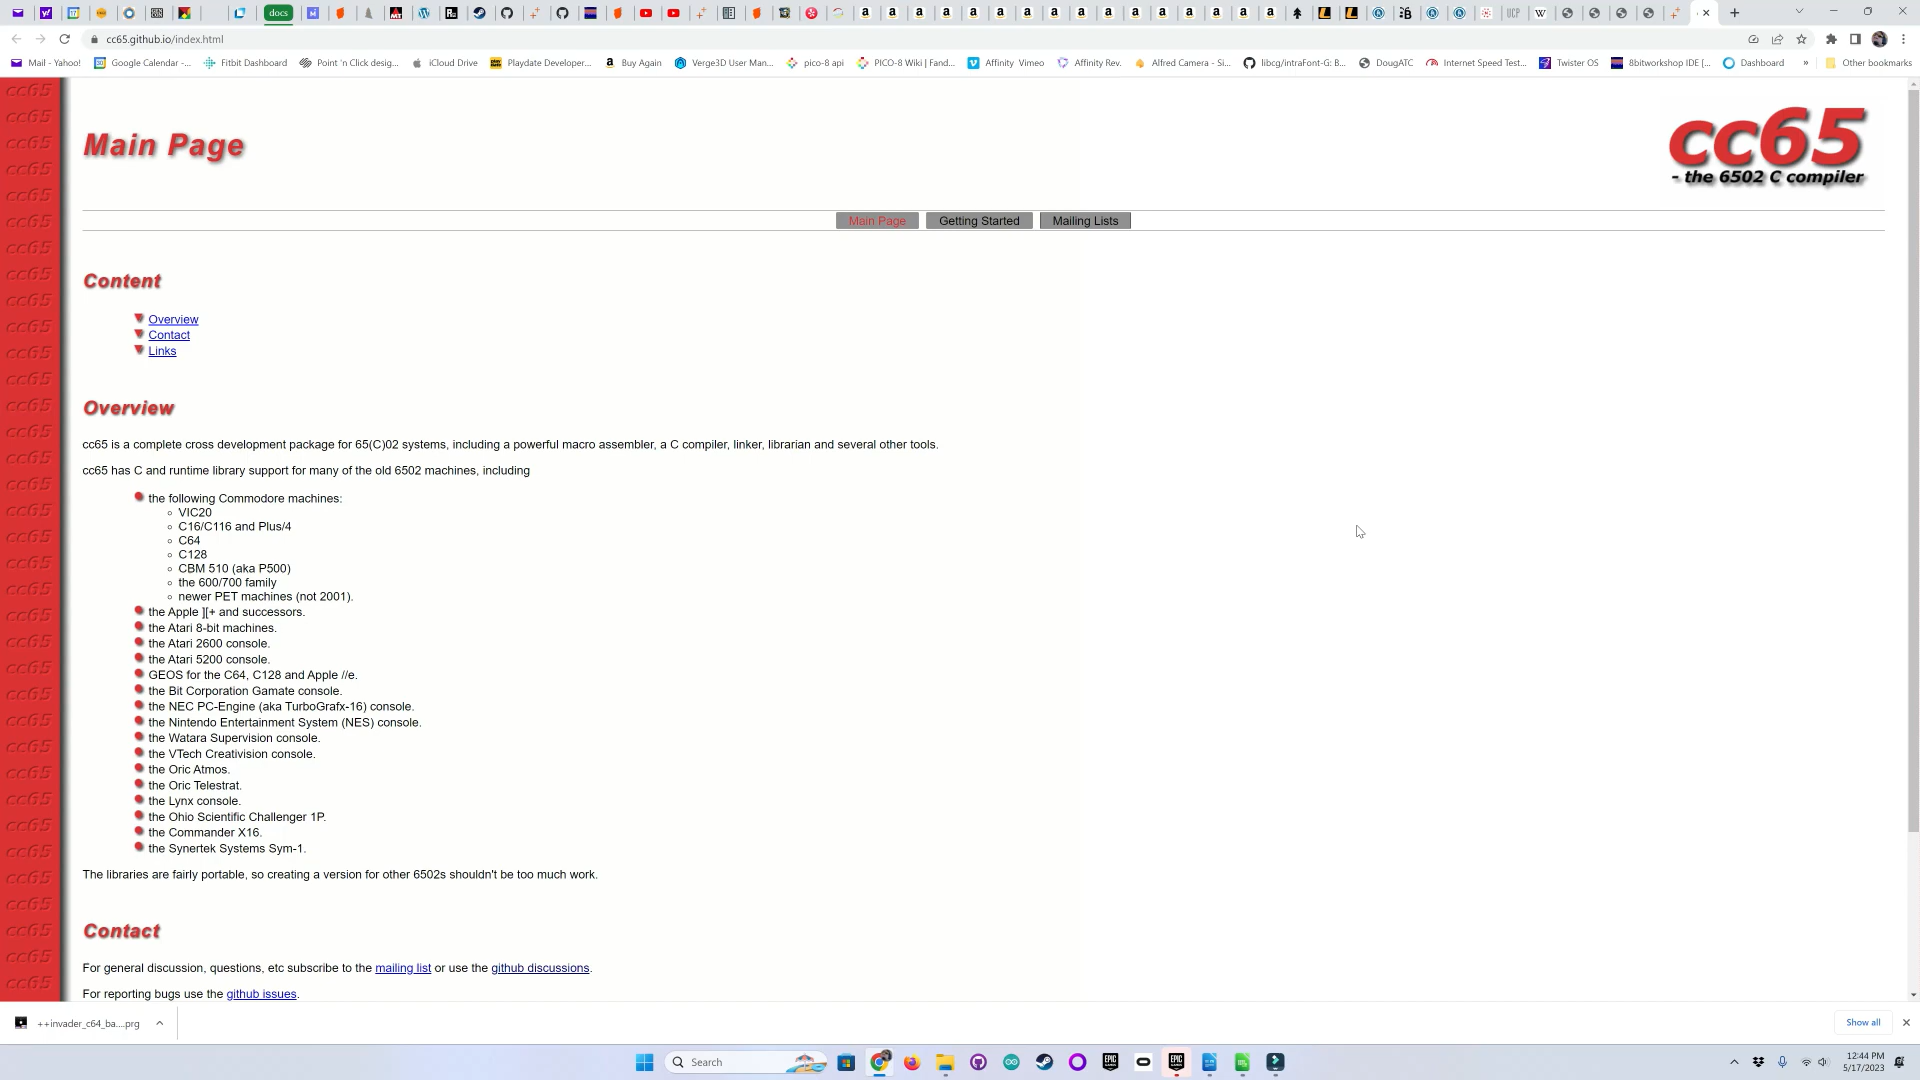 docs
UCP
cc65.github.io/index.html
Mail - Yahoo!
Google Calendar -...
Fitbit Dashboard
Point 'n Click desig...
iCloud Drive
Playdate Developer...
Buy Again
Verge3D User Man...
pico-8 api
PICO-8 Wiki | Fand...
Affinity Vimeo
Affinity Rev.
Alfred Camera - Si...
libcg/intraFont-G: B...
DougATC
Internet Speed Test...
Twister OS
8bitworkshop IDE [...
Dashboard
»
Other bookmarks
Main Page
cc65
- the 6502 C compiler
Main Page
Getting Started
Mailing Lists
Content
Overview
Contact
Links
Overview
cc65 is a complete cross development package for 65(C)02 systems, including a powerful macro assembler, a C compiler, linker, librarian and several other tools.
cc65 has C and runtime library support for many of the old 6502 machines, including
the following Commodore machines:
VIC20
C16/C116 and Plus/4
C64
C128
CBM 510 (aka P500)
the 600/700 family
newer PET machines (not 2001).
the Apple ][+ and successors.
the Atari 8-bit machines.
the Atari 2600 console.
the Atari 5200 console.
GEOS for the C64, C128 and Apple //e.
the Bit Corporation Gamate console.
the NEC PC-Engine (aka TurboGrafx-16) console.
the Nintendo Entertainment System (NES) console.
the Watara Supervision console.
the VTech Creativision console.
the Oric Atmos.
the Oric Telestrat.
the Lynx console.
the Ohio Scientific Challenger 1P.
the Commander X16.
the Synertek Systems Sym-1.
The libraries are fairly portable, so creating a version for other 6502s shouldn't be too much work.
Contact
For general discussion, questions, etc subscribe to the mailing list or use the github discussions.
For reporting bugs use the github issues.
++invader_c64_ba....prg
Show all
Search
12:44 PM
5/17/2023